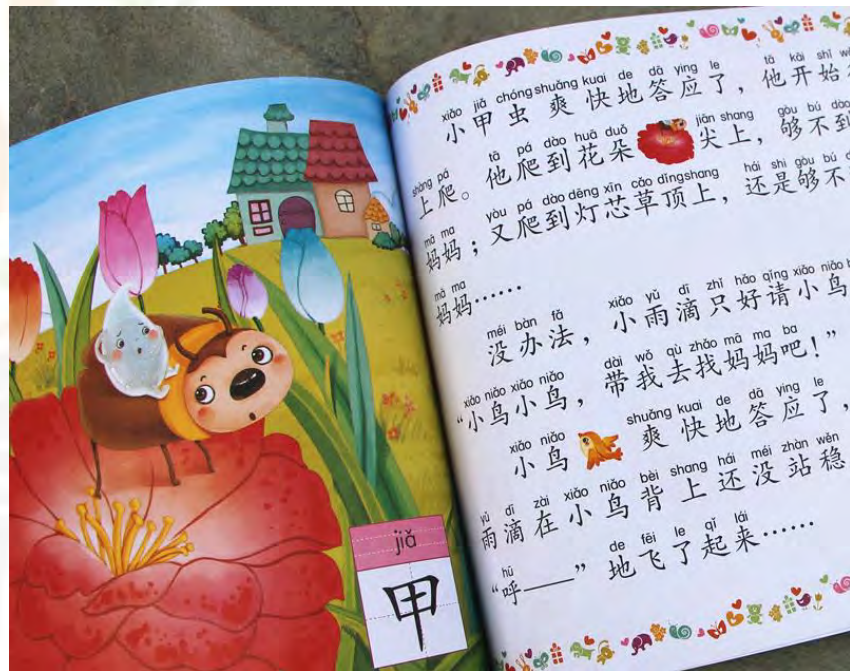 jiǎ
甲
xiǎo jiǎ chóng shuǎng kuai de dā ying le tā kāi shǐ
小甲虫爽快地答应了，他开始
shàng pá tā pá dào huā duǒ jiān shang gòu bú dào
上爬。他爬到花朵尖上，够不到
mā ma yòu pá dào dēng xīn cǎo dǐng shang hái shi gòu bú
妈妈；又爬到灯芯草顶上，还是够不
mā ma
妈妈……
méi bàn fǎ xiǎo yǔ dī zhǐ hǎo qǐng xiǎo niǎo
没办法，小雨滴只好请小鸟
xiǎo niǎo xiǎo niǎo dài wǒ qù zhǎo mā ma ba
“小鸟小鸟，带我去找妈妈吧！”
xiǎo niǎo shuǎng kuai de dā ying le
小鸟爽快地答应了，
yǔ dī zài xiǎo niǎo bèi shang hái méi zhàn wěn
雨滴在小鸟背上还没站稳
hū de fēi le qǐ lái
“呼——”地飞了起来……